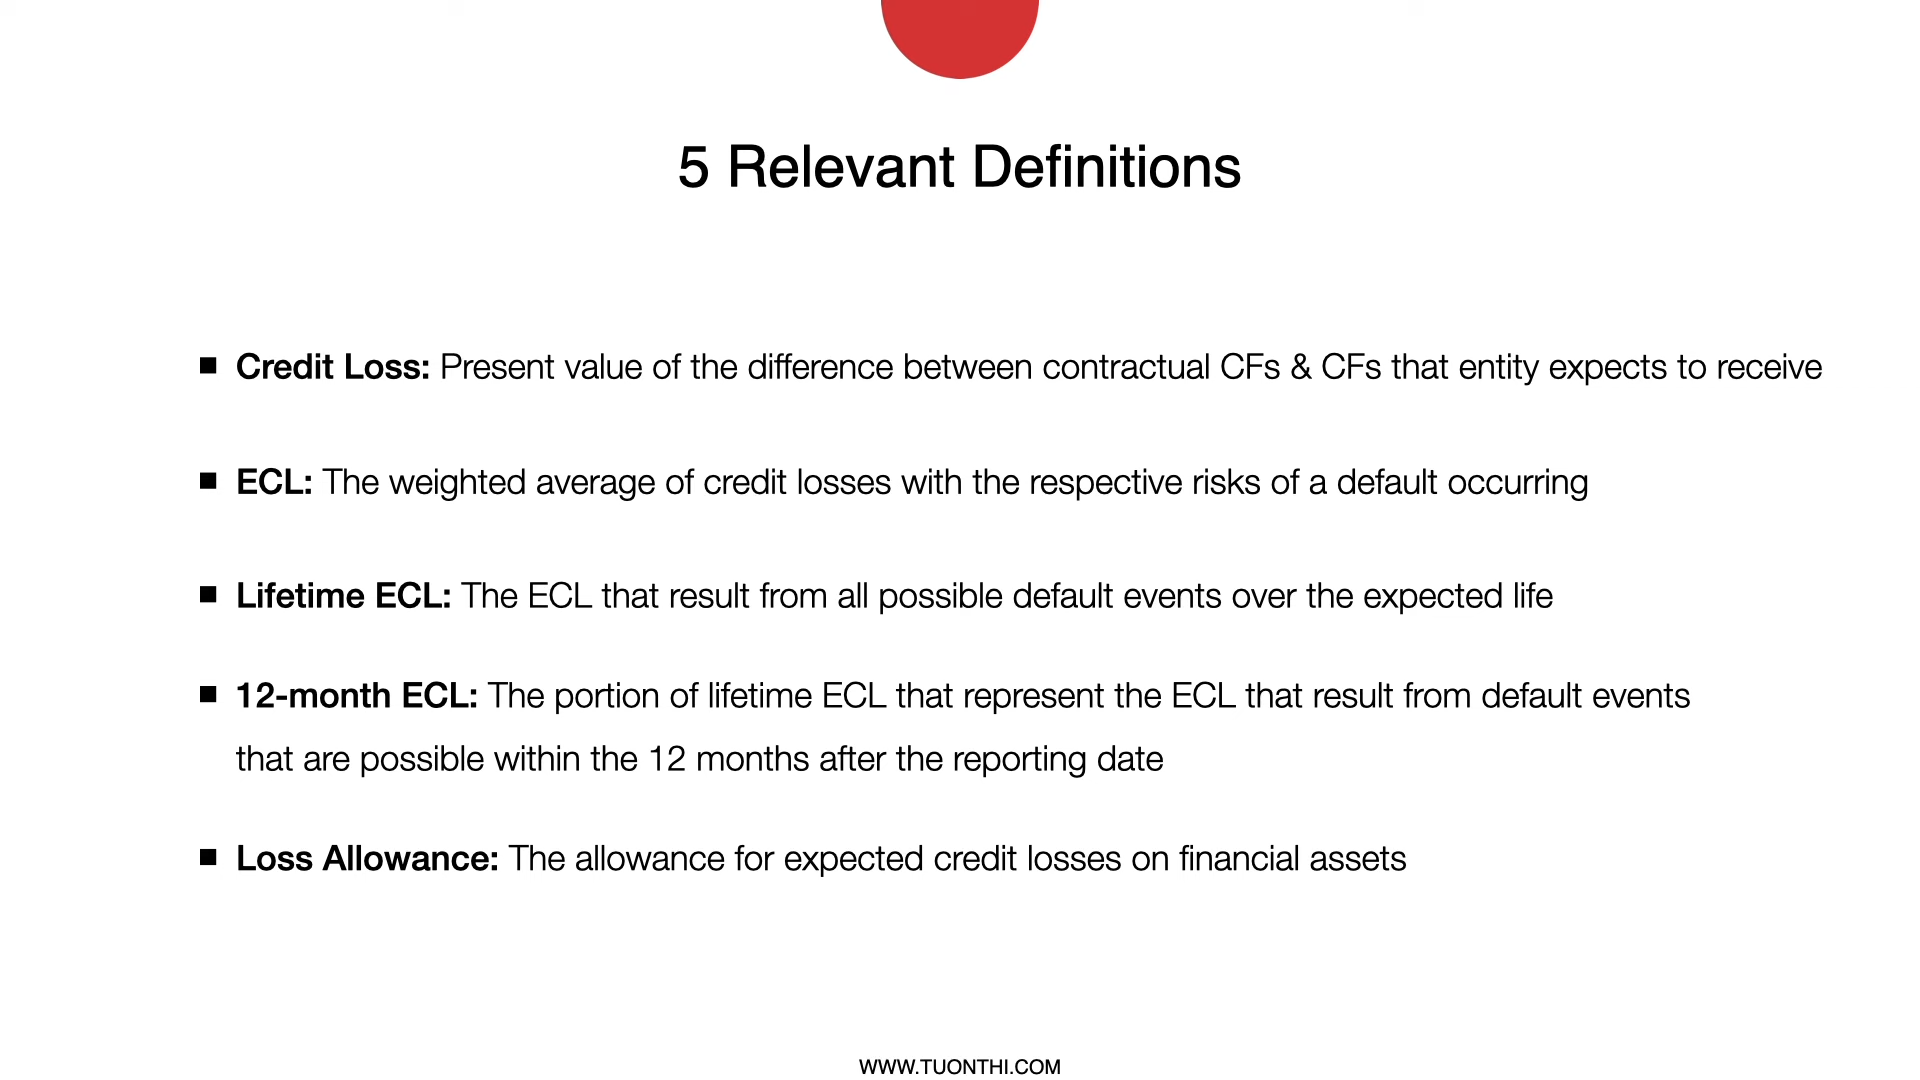 5 Relevant Definitions
■ Credit Loss: Present value of the difference between contractual CFs & CFs that entity expects to receive
■ ECL: The weighted average of credit losses with the respective risks of a default occurring
■ Lifetime ECL: The ECL that result from all possible default events over the expected life
■ 12-month ECL: The portion of lifetime ECL that represent the ECL that result from default events
that are possible within the 12 months after the reporting date
■ Loss Allowance: The allowance for expected credit losses on financial assets
WWW.TUONTHI.COM